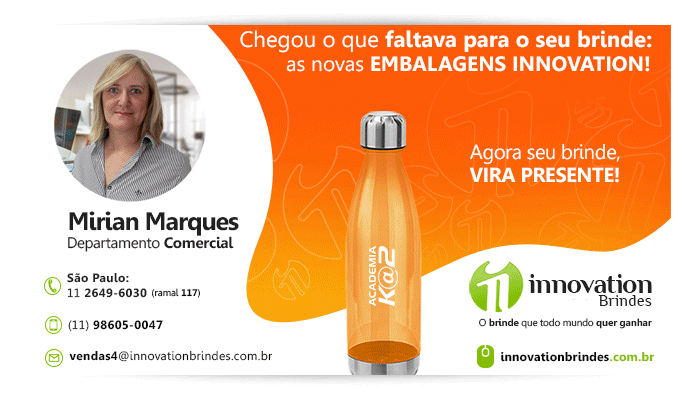 Chegou o que faltava para o seu brinde:
as novas EMBALAGENS INNOVATION!
Agora seu brinde,
VIRA PRESENTE!
Mirian Marques
Departamento Comercial
São Paulo:
11 2649-6030 (ramal 117)
(11) 98605-0047
vendas4@innovationbrindes.com.br
ACADEMIA
K@2
innovation
Brindes
O brinde que todo mundo quer ganhar
innovationbrindes.com.br